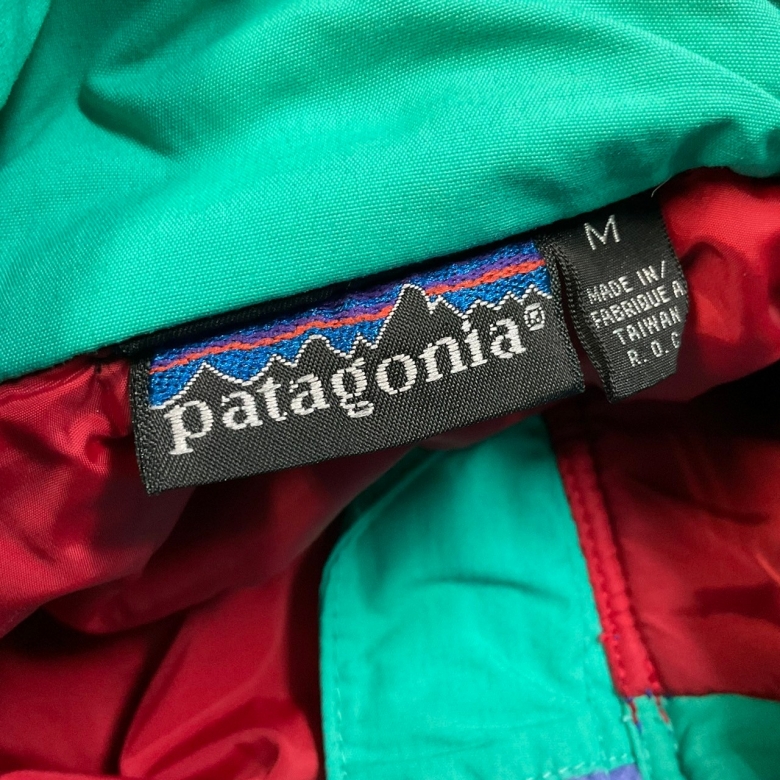 patagonia®
M
MADE IN/
FABRIQUE A
TAIWAN
R.O.C